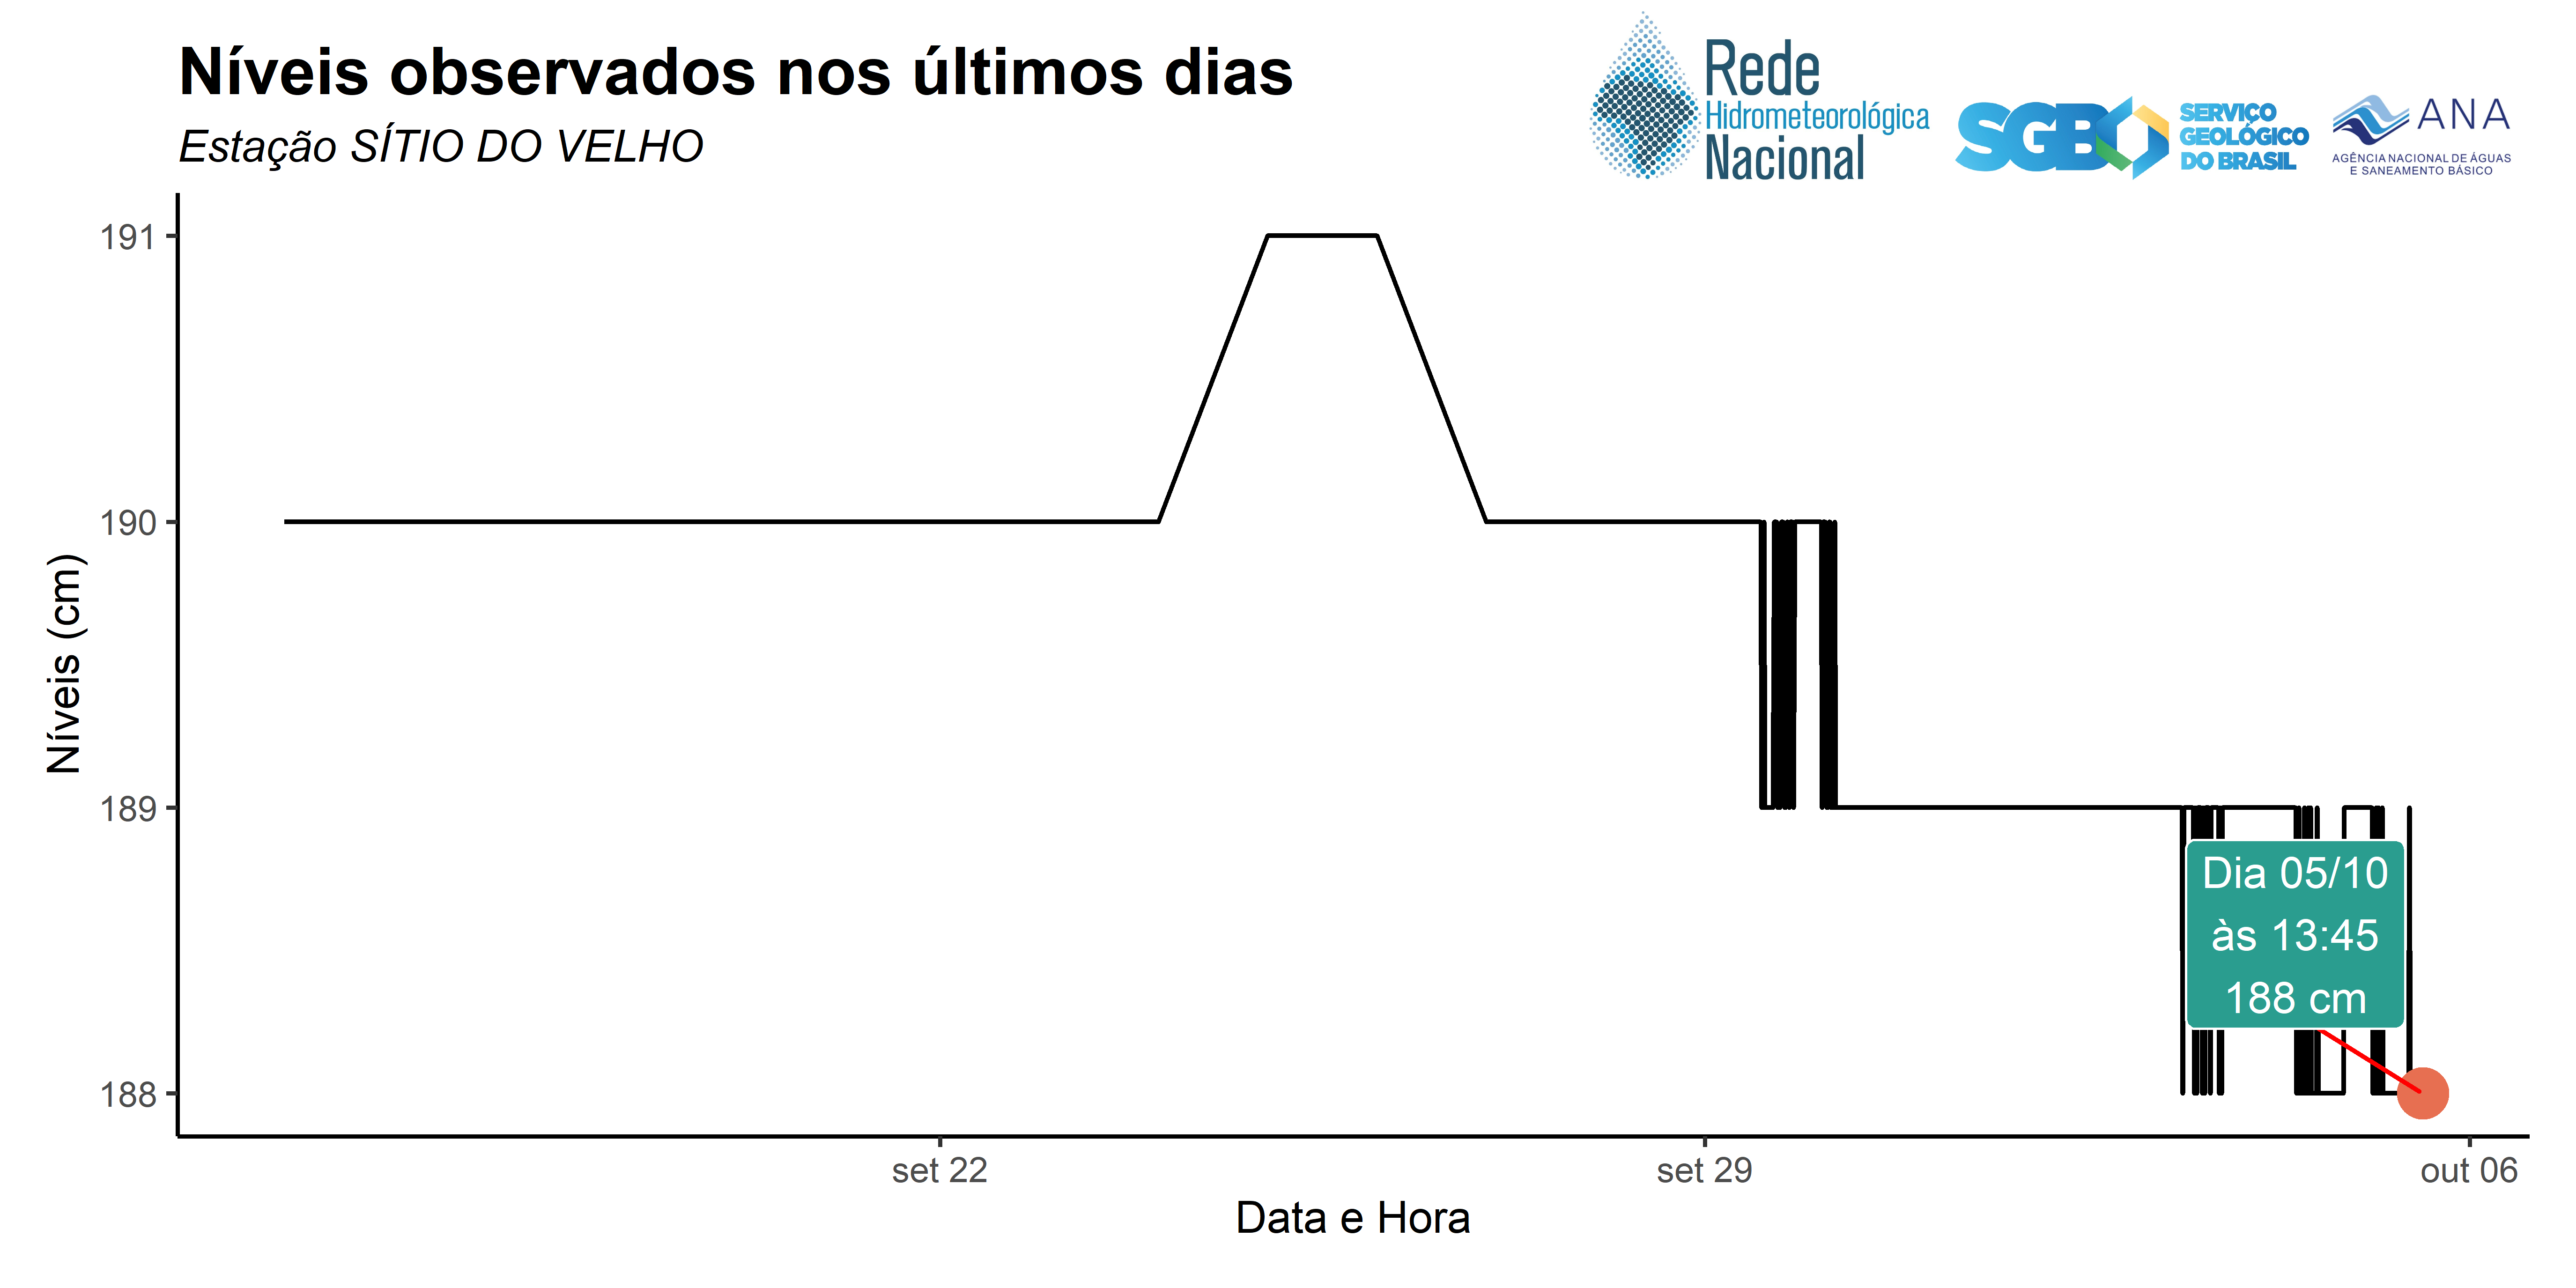 Níveis observados nos últimos dias
Estação SÍTIO DO VELHO
Rede
Hidrometeorológica
Nacional
SGB
SERVIÇO
GEOLÓGICO
DO BRASIL
ANA
AGÊNCIA NACIONAL DE ÁGUAS
E SANEAMENTO BÁSICO
191
190
189
188
Níveis (cm)
Dia 05/10
às 13:45
188 cm
set 22
set 29
out 06
Data e Hora